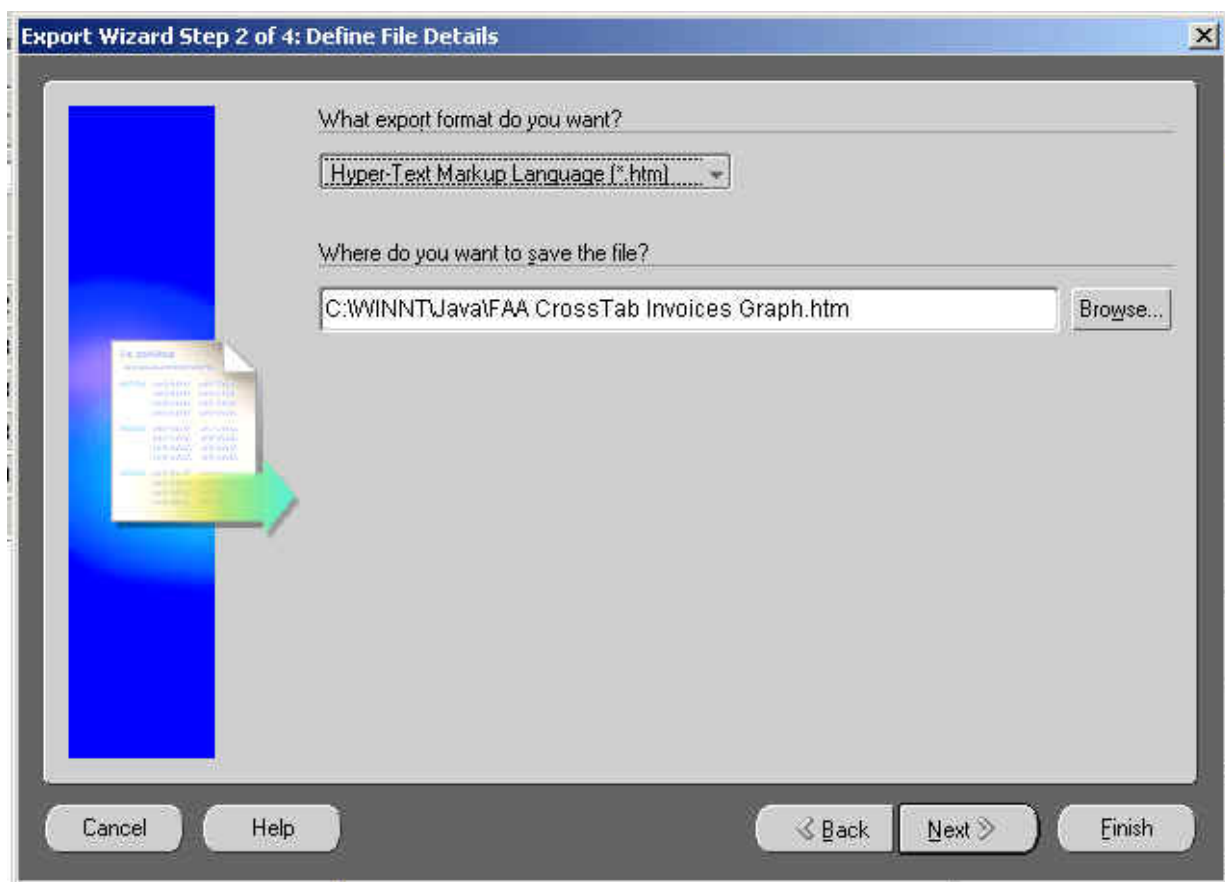 Export Wizard Step 2 of 4: Define File Details
What export format do you want?
Hyper-Text Markup Language (*.htm)
Where do you want to save the file?
C:\WINNT\Java\FAA CrossTab Invoices Graph.htm
Browse...
Cancel
Help
Back
Next
Finish